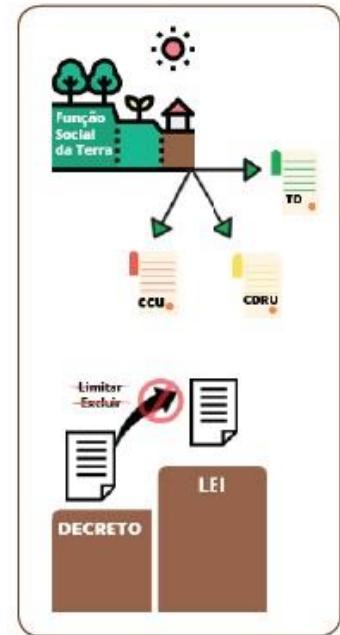 Função
Social
da Terra
TD
CCU
CDRU
Limitar
Excluir
LEI
DECRETO